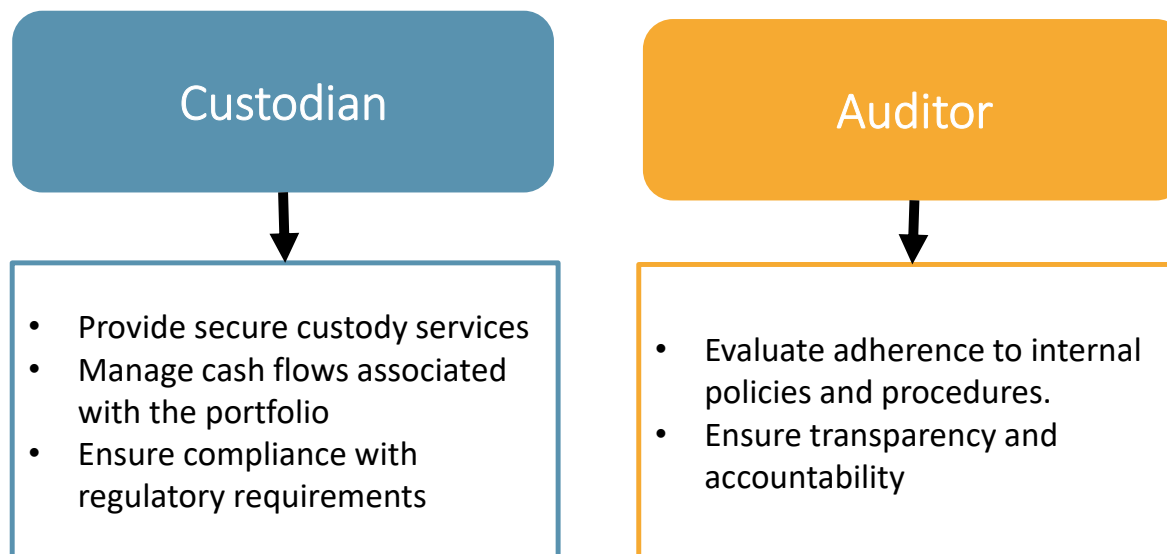 Custodian
• Provide secure custody services
• Manage cash flows associated
with the portfolio
• Ensure compliance with
regulatory requirements
Auditor
• Evaluate adherence to internal
policies and procedures.
• Ensure transparency and
accountability